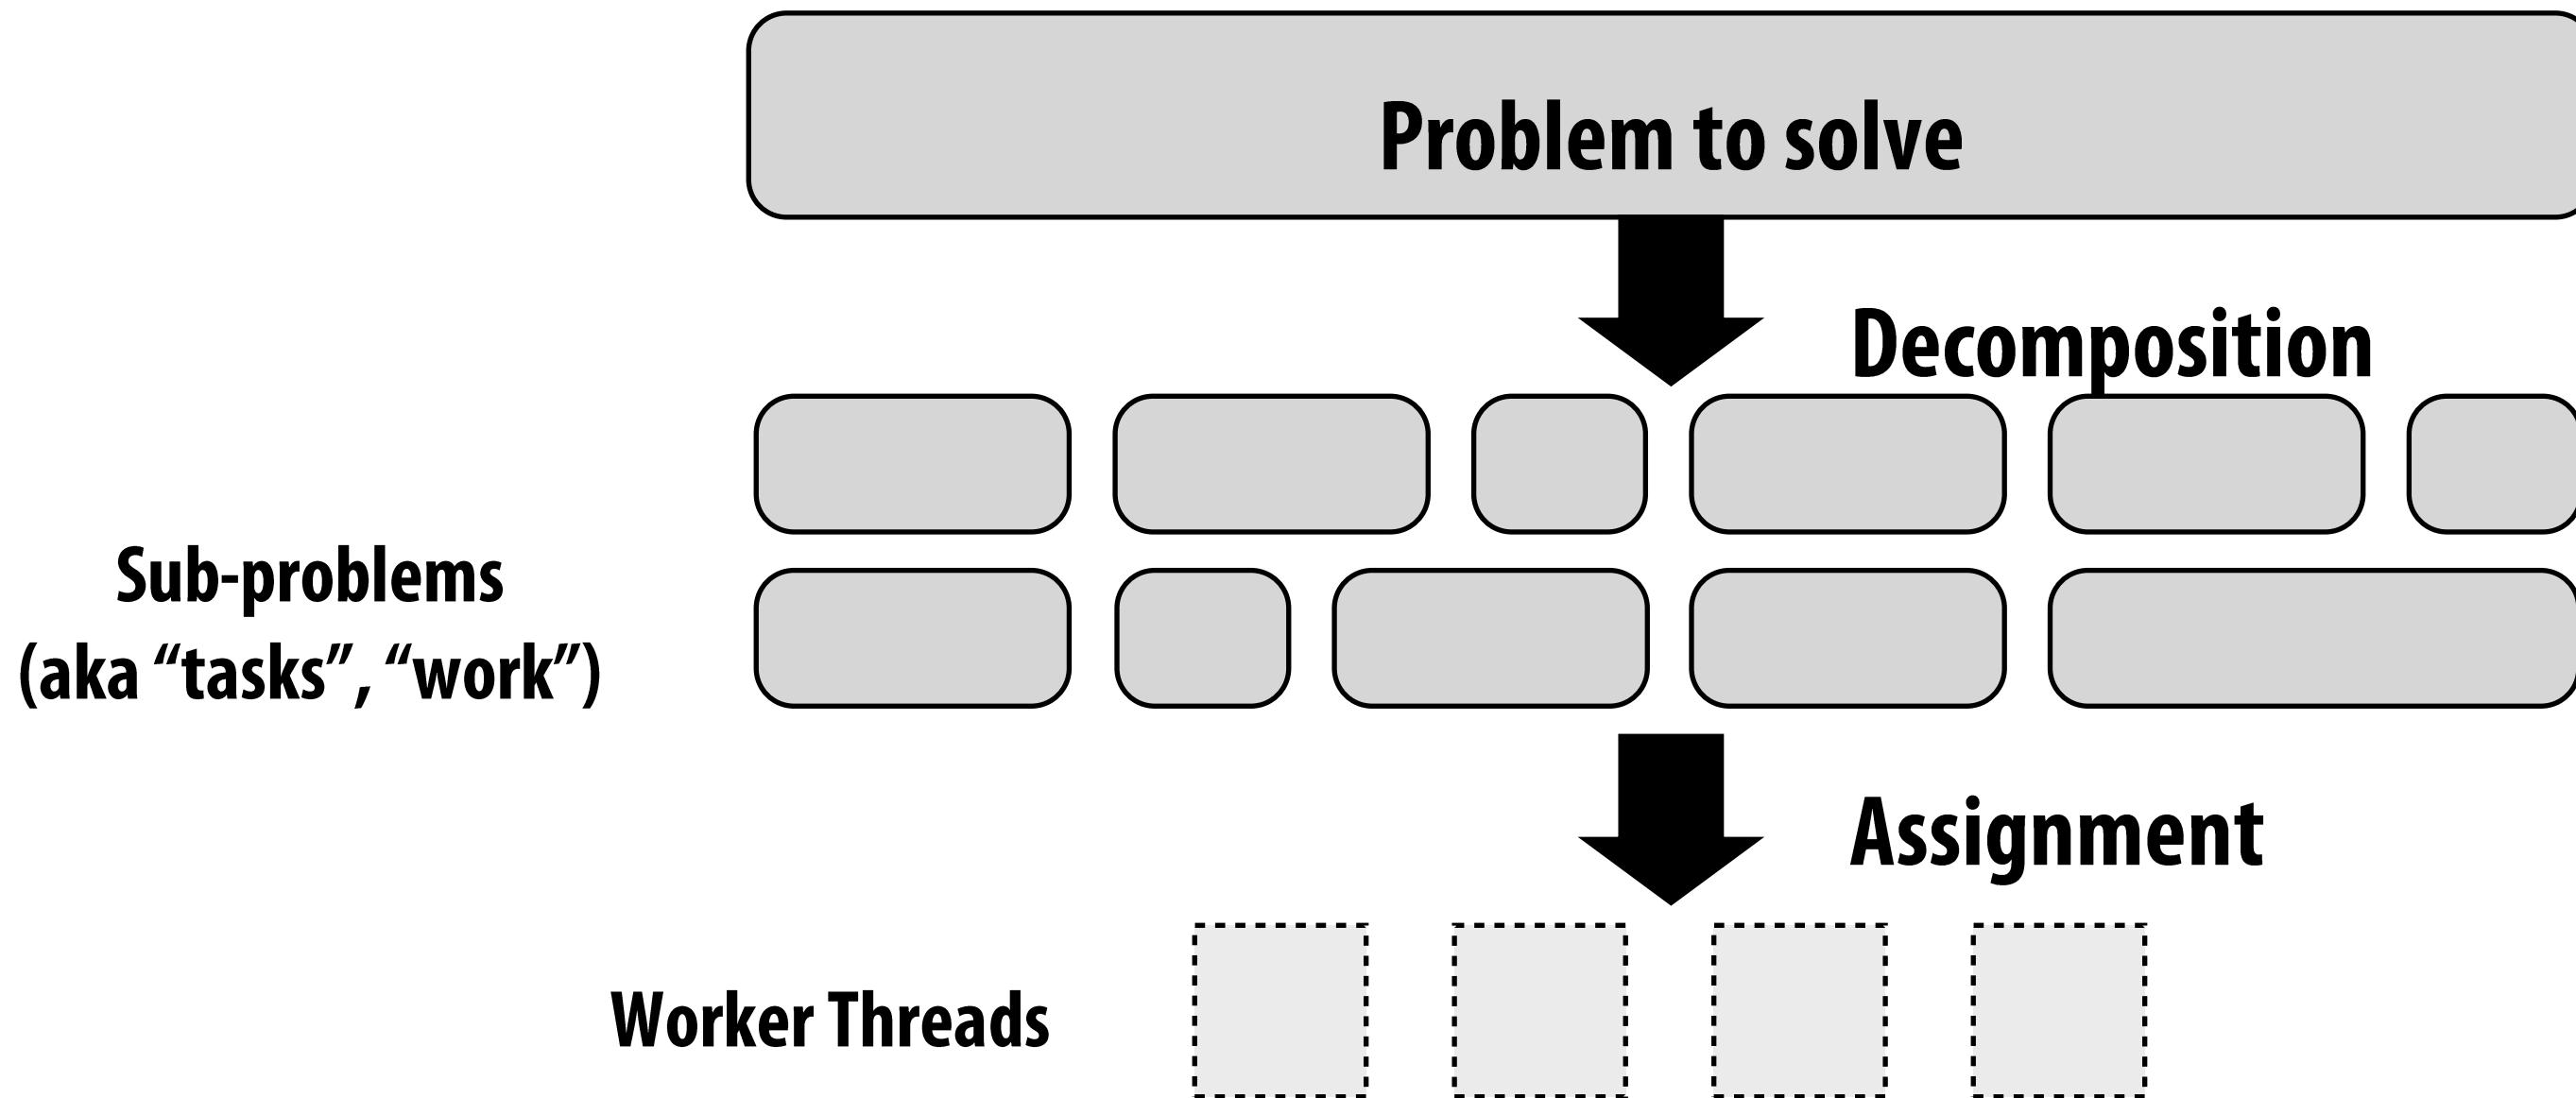 Problem to solve
Decomposition
Sub-problems
(aka “tasks”, “work”)
Assignment
Worker Threads